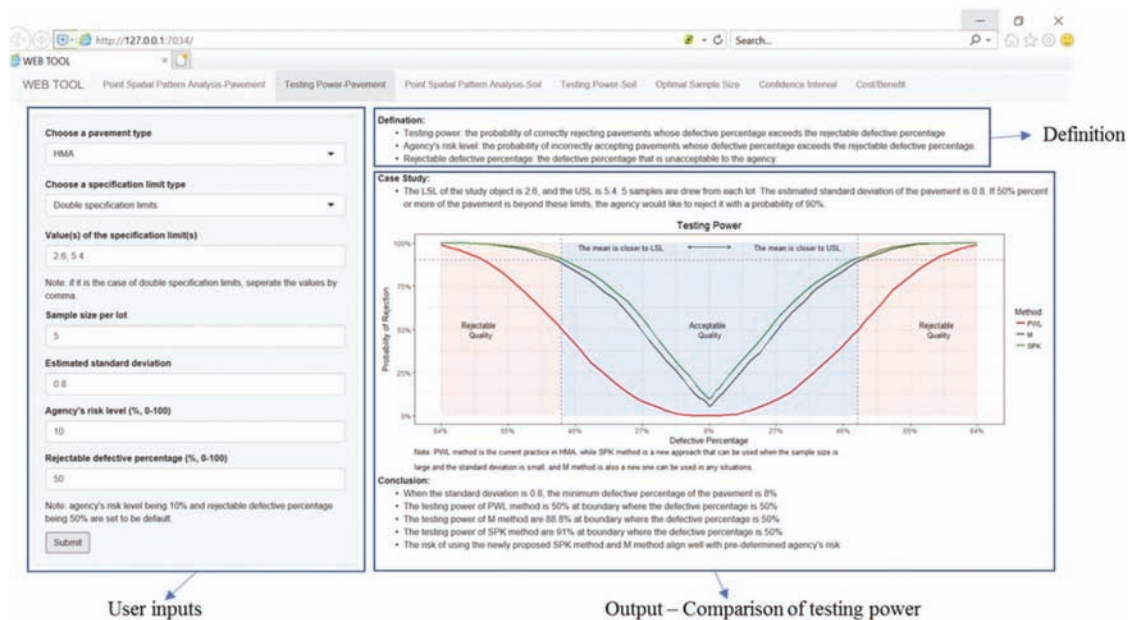 http://127.0.0.1:7034/
Search...
WEB TOOL
WEB TOOL Point Spatial Pattern Analysis-Pavement Testing Power-Pavement Point Spatial Pattern Analysis-Soil Testing Power-Soil Optimal Sample Size Confidence Interval Cost/Benefit
Choose a pavement type
HMA
Choose a specification limit type
Double specification limits
Value(s) of the specification limit(s)
2.6, 5.4
Note: if it is the case of double specification limits, seperate the values by
comma.
Sample size per lot
5
Estimated standard deviation
0.8
Agency's risk level (%, 0-100)
10
Rejectable defective percentage (%, 0-100)
50
Note: agency's risk level being 10% and rejectable defective percentage
being 50% are set to be default.
Submit
User inputs
Defination:
• Testing power: the probability of correctly rejecting pavements whose defective percentage exceeds the rejectable defective percentage.
• Agency's risk level: the probability of incorrectly accepting pavements whose defective percentage exceeds the rejectable defective percentage.
• Rejectable defective percentage: the defective percentage that is unacceptable to the agency.
Definition
Case Study:
• The LSL of the study object is 2.6, and the USL is 5.4. 5 samples are drew from each lot. The estimated standard deviation of the pavement is 0.8. If 50% percent
or more of the pavement is beyond these limits, the agency would like to reject it with a probability of 90%.
Testing Power
The mean is closer to LSL
The mean is closer to USL
Probability of Rejection
100%
75%
50%
25%
0%
Rejectable
Quality
Acceptable
Quality
Rejectable
Quality
Method
PWL
M
SPK
84% 27% 8% 27% 84%
Defective Percentage
Note: PWL method is the current practice in HMA, while SPK method is a new approach that can be used when the sample size is
large and the standard deviation is small, and M method is also a new one can be used in any situations.
Conclusion:
• When the standard deviation is 0.8, the minimum defective percentage of the pavement is 8%
• The testing power of PWL method is 50% at boundary where the defective percentage is 50%
• The testing power of M method are 88.8% at boundary where the defective percentage is 50%
• The testing power of SPK method are 91% at boundary where the defective percentage is 50%
• The risk of using the newly proposed SPK method and M method align well with pre-determined agency's risk
Output – Comparison of testing power